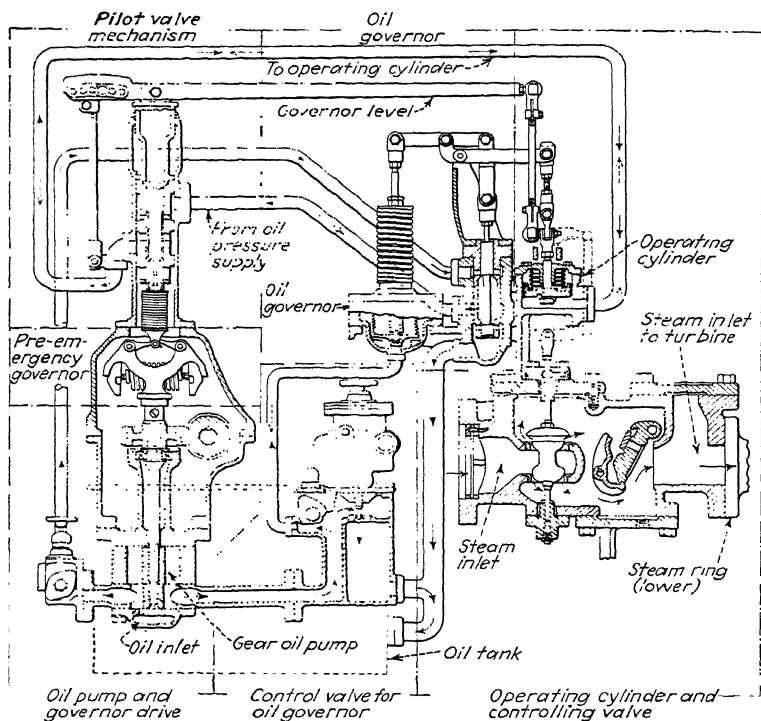 Pilot valve
mechanism
Oil
governor
To operating cylinder
Governor level
From oil
pressure
supply
Operating
cylinder
Oil
governor
Steam inlet
to turbine
Pre-em-
ergency
governor
Steam
inlet
Steam ring
(lower)
Oil inlet
Gear oil pump
Oil tank
Oil pump and
governor drive
Control valve for
oil governor
Operating cylinder and
controlling valve